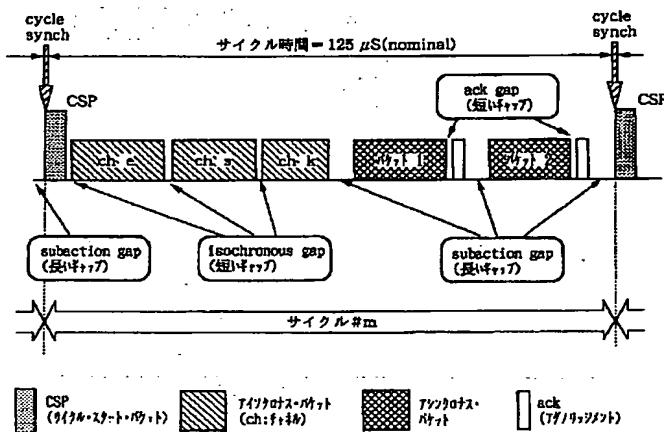 cycle
synch
cycle
synch
サイクル時間=125 μS(nominal)
CSP
CSP
ack gap
(短いギャップ)
ch: e
ch: s
ch: k
パケット
パケット
subaction gap
(長いギャップ)
isochronous gap
(短いギャップ)
subaction gap
(長いギャップ)
サイクル#m
CSP
(サイクル・スタート・パケット)
アイソクロナス・パケット
(ch:チャネル)
アシンクロナス・
パケット
ack
(アクノリッジメント)